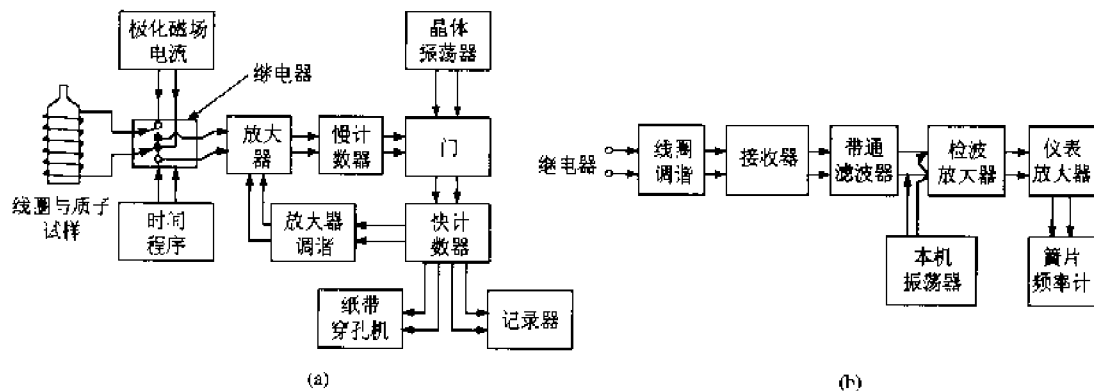 极化磁场
电流
晶体
振荡器
继电器
放大
器
慢计
数器
门
线圈与质子
试样
时间
程序
放大器
调谐
快计
数器
纸带
穿孔机
记录器
(a)
继电器
线圈
调谐
接收器
带通
滤波器
检波
放大器
仪表
放大器
本机
振荡器
簧片
频率计
(b)